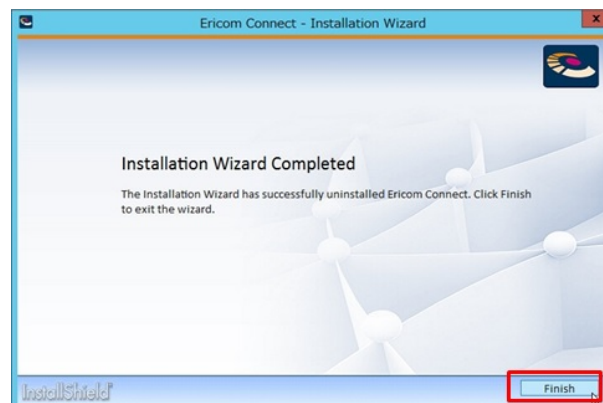 Ericom Connect - Installation Wizard
x
Installation Wizard Completed
The Installation Wizard has successfully uninstalled Ericom Connect. Click Finish
to exit the wizard.
InstallShield
Finish